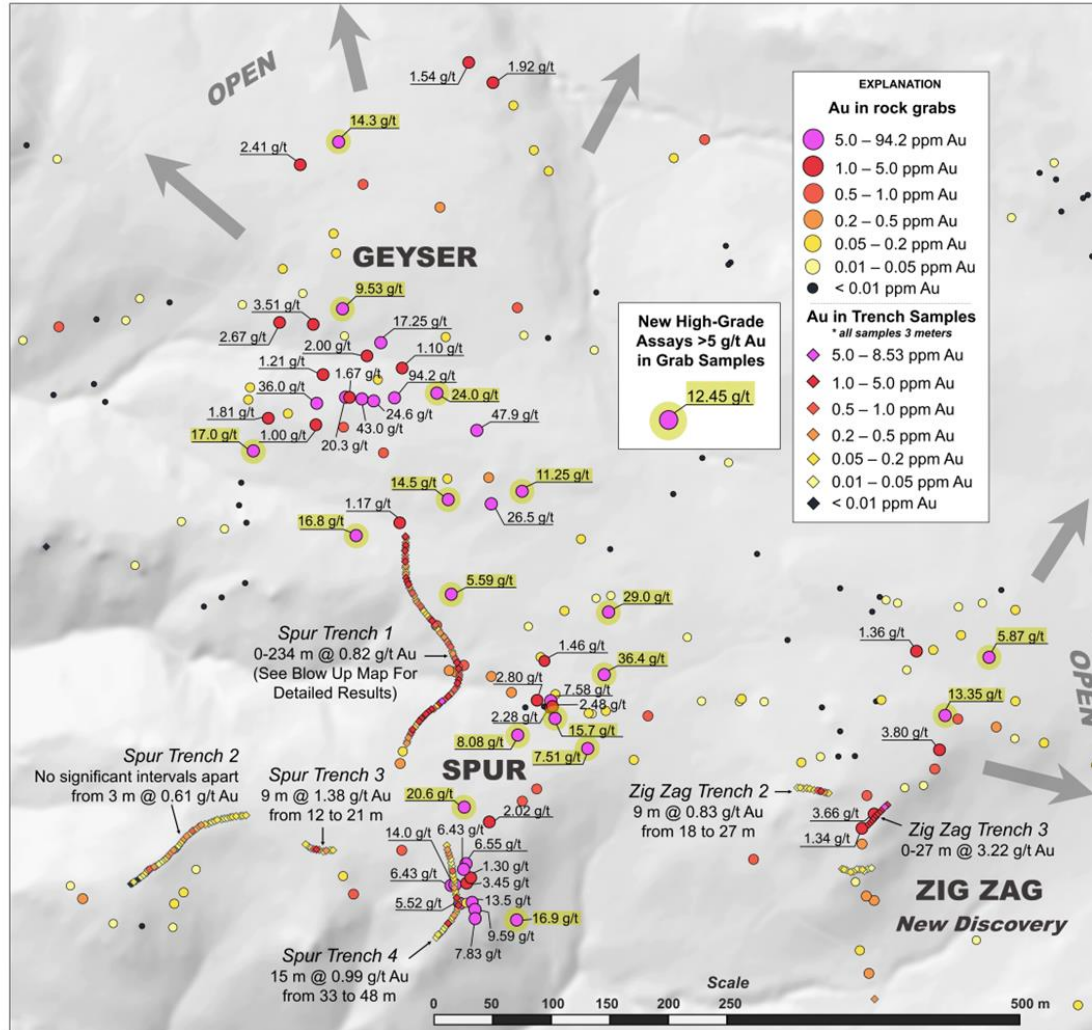 OPEN
1.54 g/t
1.92 g/t
14.3 g/t
2.41 g/t
GEYSER
9.53 g/t
3.51 g/t
2.67 g/t
17.25 g/t
2.00 g/t
1.10 g/t
1.21 g/t
1.67 g/t
94.2 g/t
36.0 g/t
24.0 g/t
1.81 g/t
24.6 g/t
47.9 g/t
43.0 g/t
17.0 g/t
1.00 g/t
20.3 g/t
11.25 g/t
14.5 g/t
26.5 g/t
1.17 g/t
16.8 g/t
5.59 g/t
29.0 g/t
Spur Trench 1
0-234 m @ 0.82 g/t Au
(See Blow Up Map For
Detailed Results)
1.46 g/t
36.4 g/t
2.80 g/t
7.58 g/t
2.48 g/t
2.28 g/t
15.7 g/t
8.08 g/t
7.51 g/t
SPUR
Spur Trench 2
No significant intervals apart
from 3 m @ 0.61 g/t Au
Spur Trench 3
9 m @ 1.38 g/t Au
from 12 to 21 m
20.6 g/t
2.02 g/t
14.0 g/t
6.43 g/t
6.55 g/t
1.30 g/t
6.43 g/t
3.45 g/t
5.52 g/t
13.5 g/t
16.9 g/t
9.59 g/t
7.83 g/t
Spur Trench 4
15 m @ 0.99 g/t Au
from 33 to 48 m
EXPLANATION
Au in rock grabs
5.0 – 94.2 ppm Au
1.0 – 5.0 ppm Au
0.5 – 1.0 ppm Au
0.2 – 0.5 ppm Au
0.05 – 0.2 ppm Au
0.01 – 0.05 ppm Au
< 0.01 ppm Au
Au in Trench Samples
* all samples 3 meters
5.0 – 8.53 ppm Au
1.0 – 5.0 ppm Au
0.5 – 1.0 ppm Au
0.2 – 0.5 ppm Au
0.05 – 0.2 ppm Au
0.01 – 0.05 ppm Au
< 0.01 ppm Au
New High-Grade
Assays >5 g/t Au
in Grab Samples
12.45 g/t
1.36 g/t
5.87 g/t
OPEN
13.35 g/t
3.80 g/t
Zig Zag Trench 2
9 m @ 0.83 g/t Au
from 18 to 27 m
3.66 g/t
1.34 g/t
Zig Zag Trench 3
0-27 m @ 3.22 g/t Au
ZIG ZAG
New Discovery
Scale
0 50 100 150 200 250 500 m